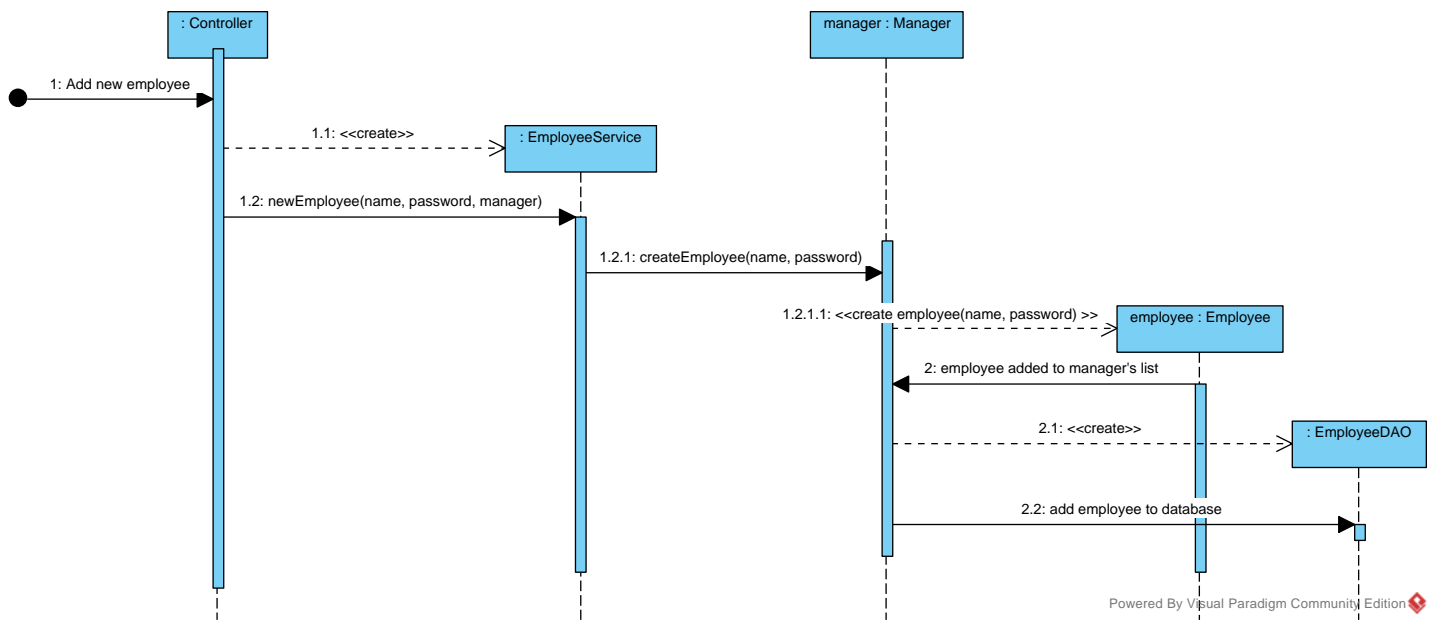 : Controller
manager : Manager
1: Add new employee
1.1: <<create>>
: EmployeeService
1.2: newEmployee(name, password, manager)
1.2.1: createEmployee(name, password)
1.2.1.1: <<create employee(name, password) >>
employee : Employee
2: employee added to manager's list
2.1: <<create>>
: EmployeeDAO
2.2: add employee to database
Powered By Visual Paradigm Community Edition